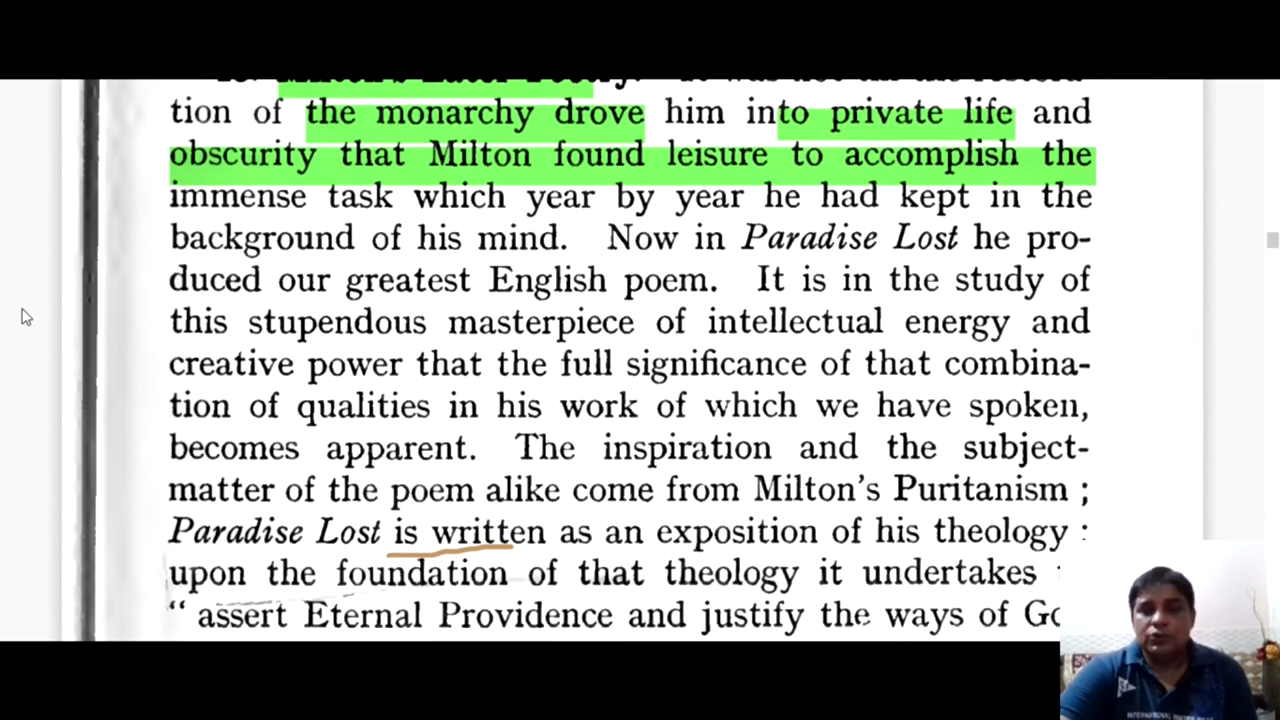 tion of the monarchy drove him into private life and
obscurity that Milton found leisure to accomplish the
immense task which year by year he had kept in the
background of his mind. Now in Paradise Lost he pro-
duced our greatest English poem. It is in the study of
this stupendous masterpiece of intellectual energy and
creative power that the full significance of that combina-
tion of qualities in his work of which we have spoken,
becomes apparent. The inspiration and the subject-
matter of the poem alike come from Milton's Puritanism ;
Paradise Lost is written as an exposition of his theology :
upon the foundation of that theology it undertakes
“ assert Eternal Providence and justify the ways of